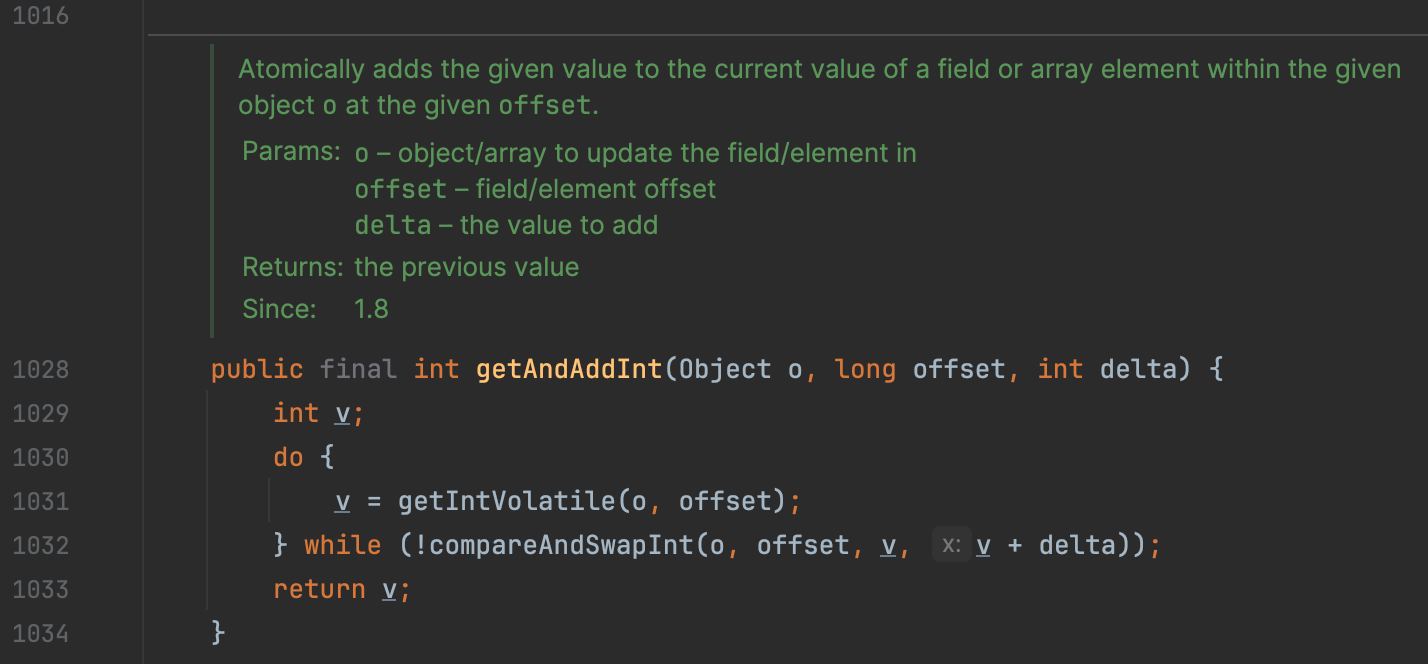 1016
Atomically adds the given value to the current value of a field or array element within the given
object o at the given offset.
Params: o – object/array to update the field/element in
offset – field/element offset
delta – the value to add
Returns: the previous value
Since: 1.8
1028 public final int getAndAddInt(Object o, long offset, int delta) {
1029 int v;
1030 do {
1031 v = getIntVolatile(o, offset);
1032 } while (!compareAndSwapInt(o, offset, v, x: v + delta));
1033 return v;
1034 }